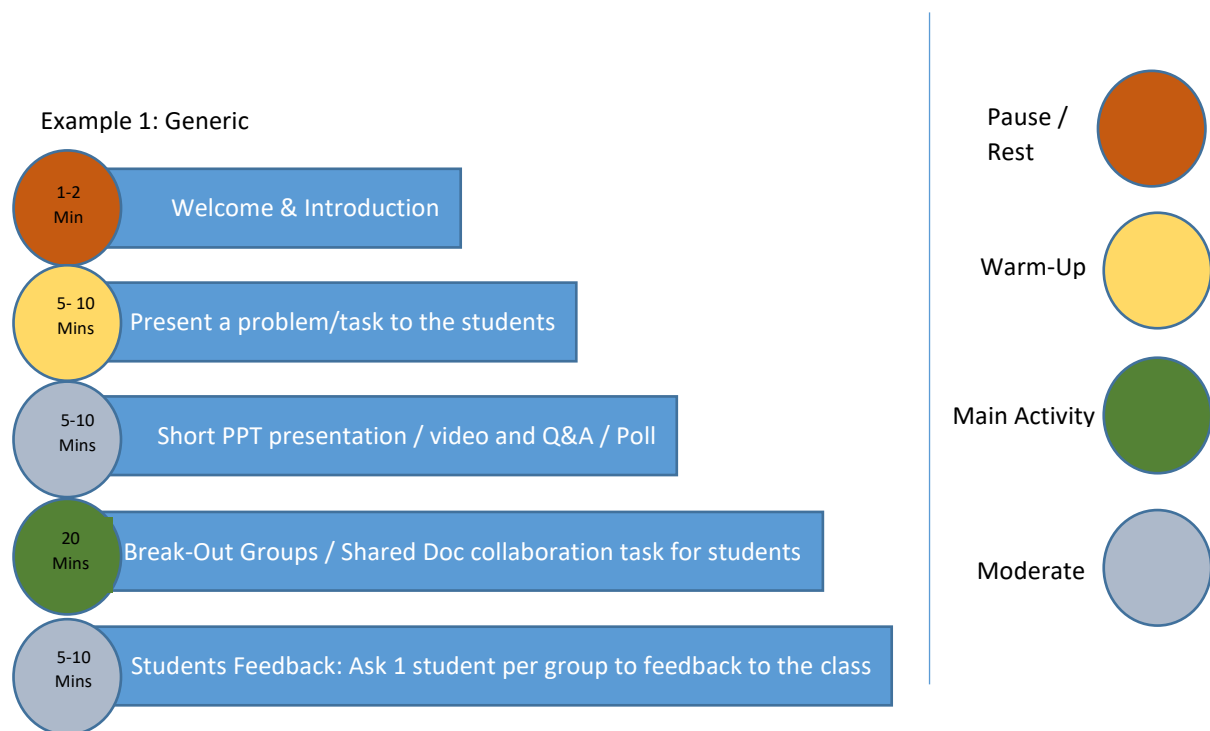 Example 1: Generic
1-2
Min
Welcome & Introduction
5- 10
Mins
Present a problem/task to the students
5-10
Mins
Short PPT presentation / video and Q&A / Poll
20
Mins
Break-Out Groups / Shared Doc collaboration task for students
5-10
Mins
Students Feedback: Ask 1 student per group to feedback to the class
Pause /
Rest
Warm-Up
Main Activity
Moderate